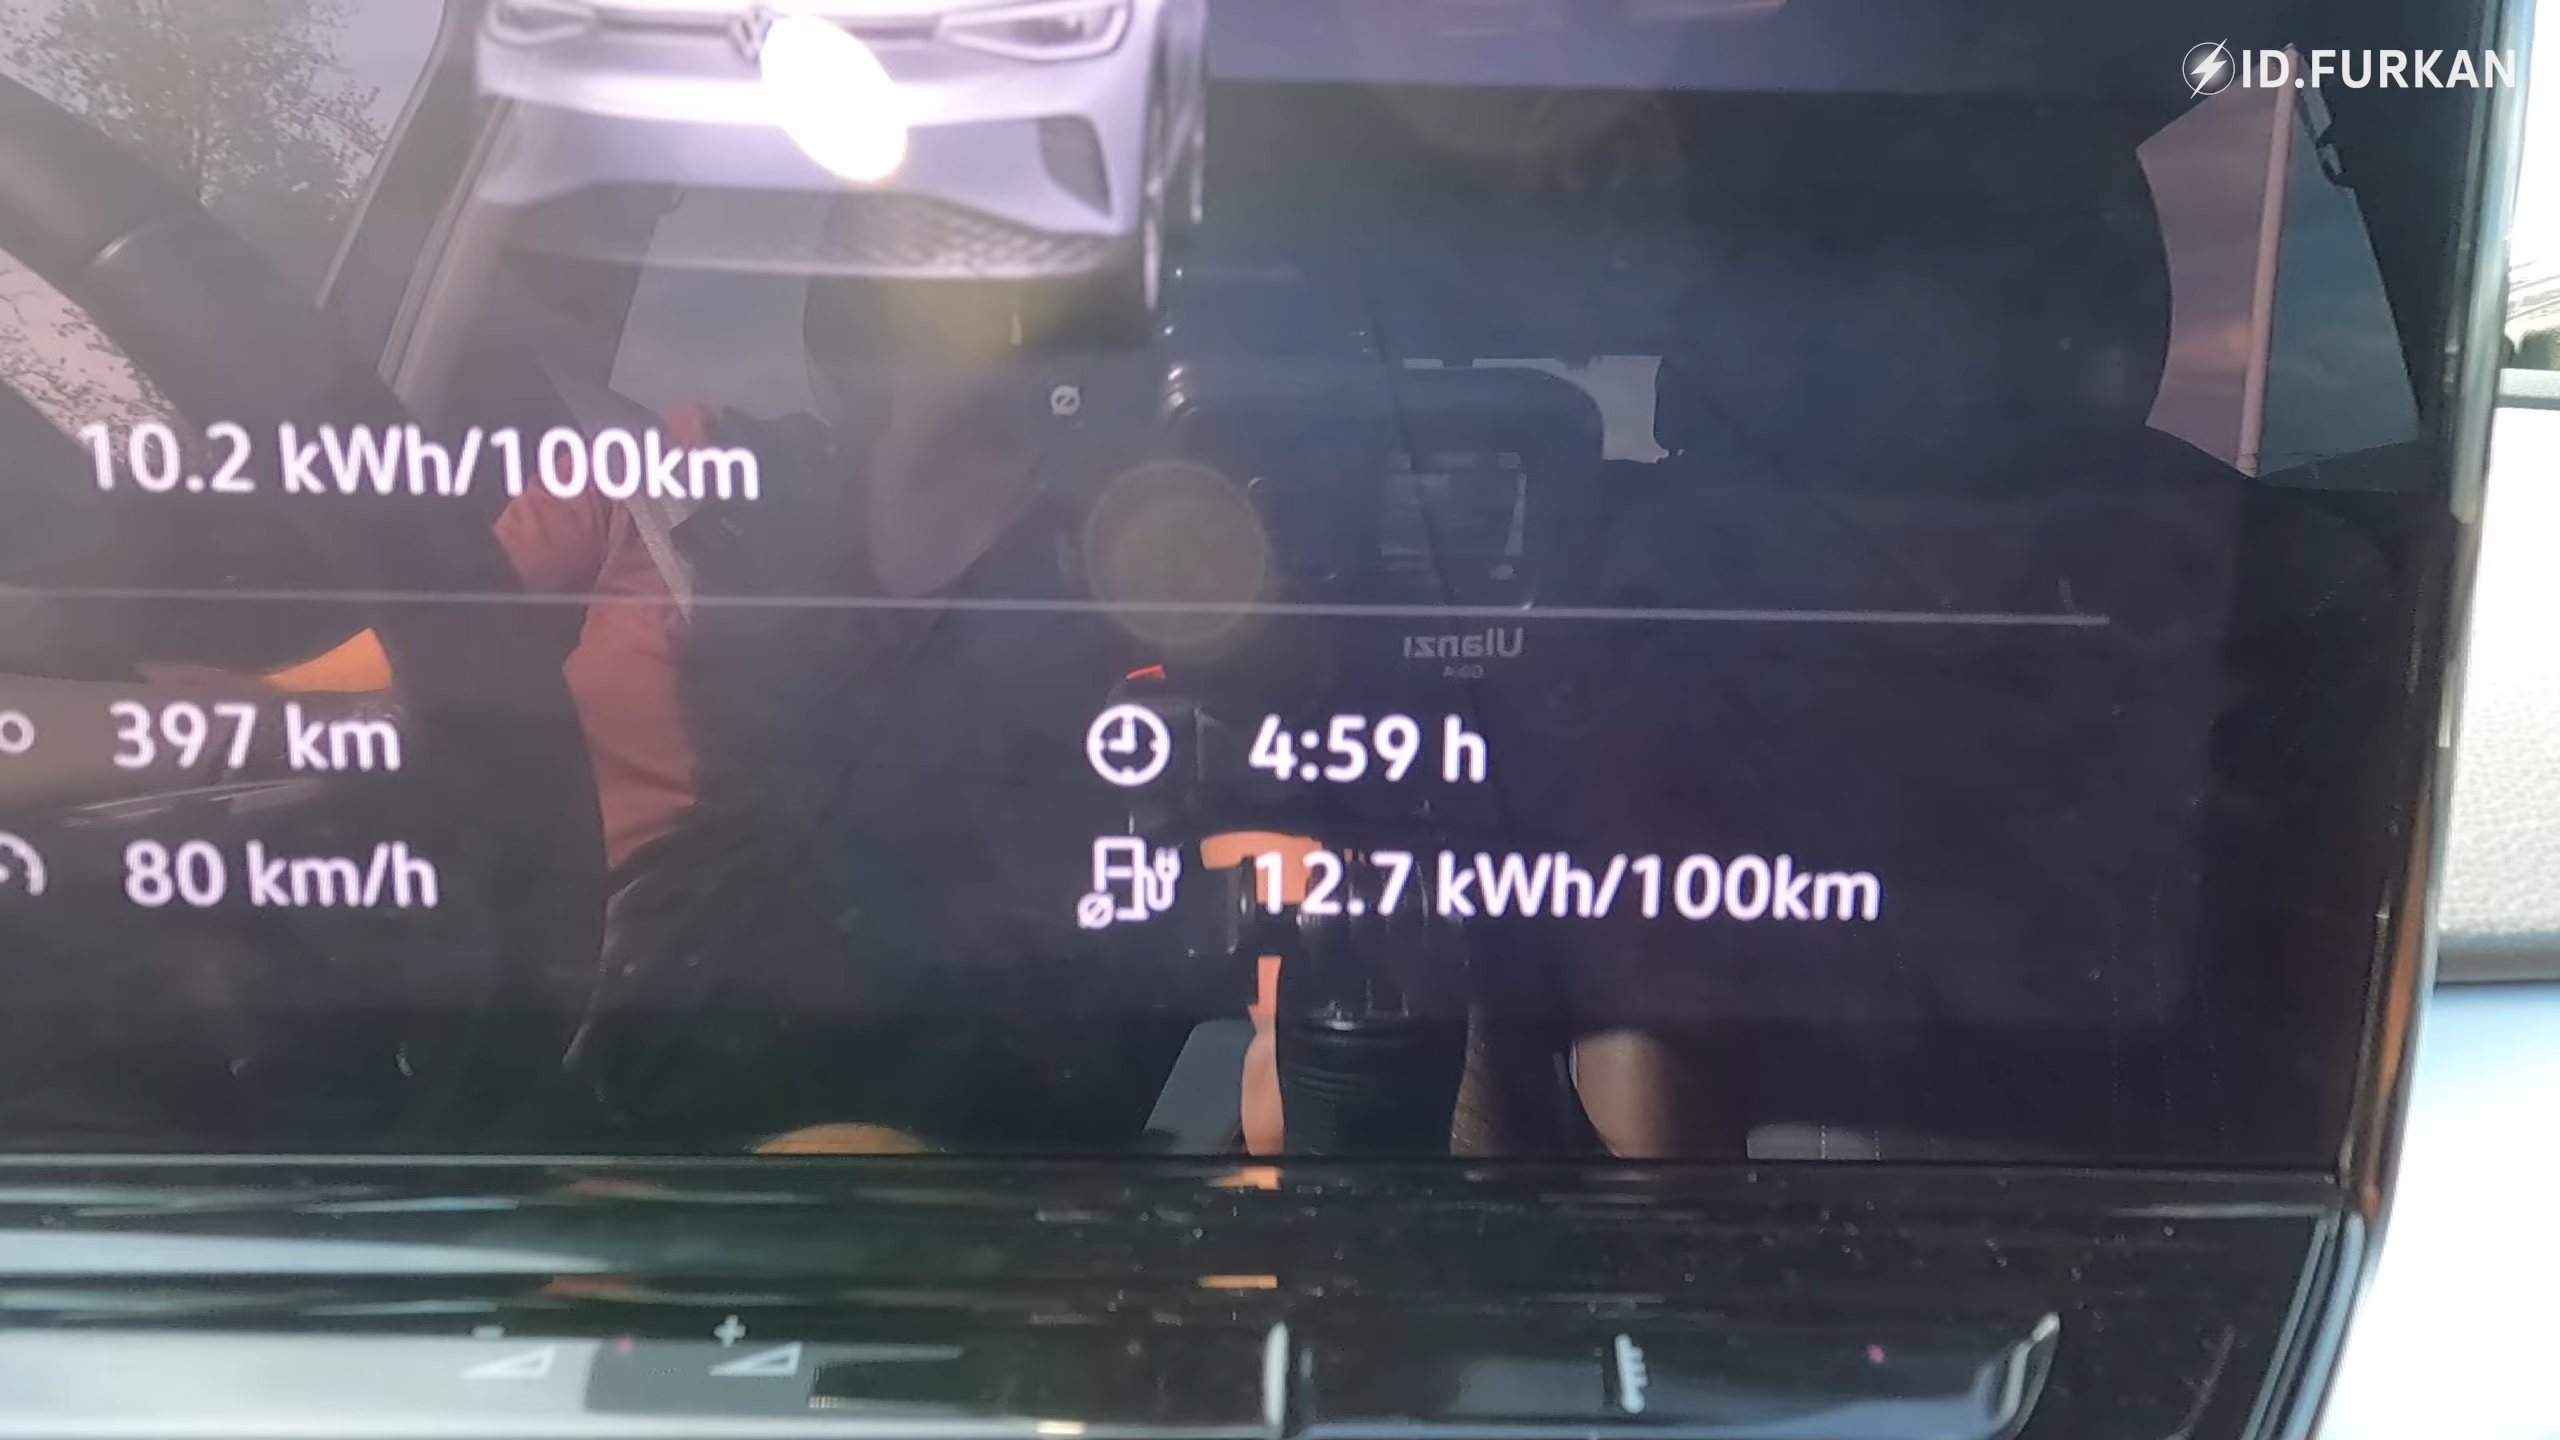 ID.FURKAN
Ø
10.2 kWh/100km
Ulanzi
397 km
4:59 h
80 km/h
Ø 12.7 kWh/100km
- +